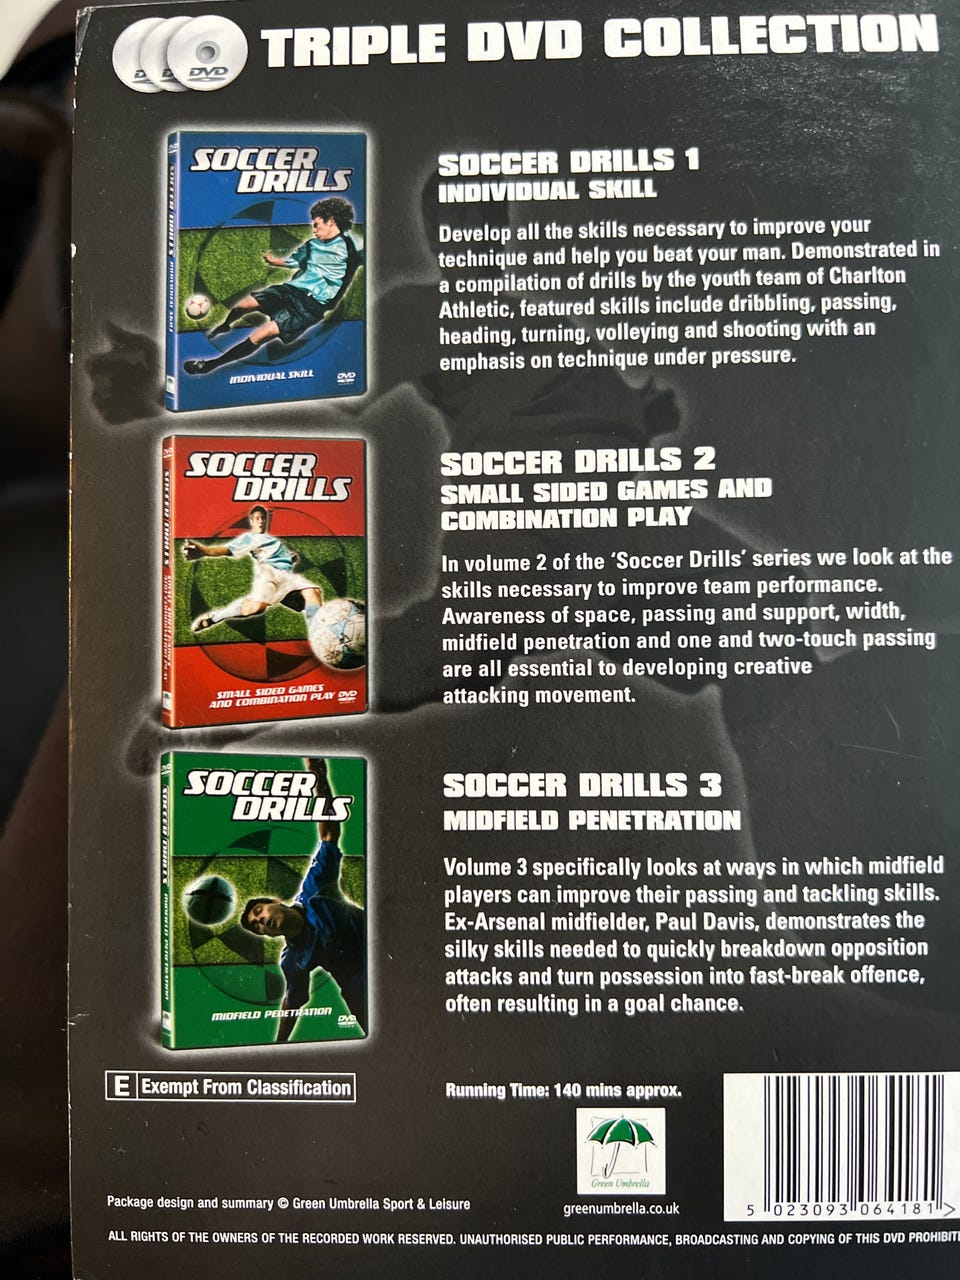 TRIPLE DVD COLLECTION
DVD
SOCCER
DRILLS
INDIVIDUAL SKILL
DVD
SOCCER DRILLS 1
INDIVIDUAL SKILL
Develop all the skills necessary to improve your
technique and help you beat your man. Demonstrated in
a compilation of drills by the youth team of Charlton
Athletic, featured skills include dribbling, passing,
heading, turning, volleying and shooting with an
emphasis on technique under pressure.
SOCCER
DRILLS
SMALL SIDED GAMES
AND COMBINATION PLAY
DVD
SOCCER DRILLS 2
SMALL SIDED GAMES AND
COMBINATION PLAY
In volume 2 of the ‘Soccer Drills’ series we look at the
skills necessary to improve team performance.
Awareness of space, passing and support, width,
midfield penetration and one and two-touch passing
are all essential to developing creative
attacking movement.
SOCCER
DRILLS
MIDFIELD PENETRATION
DVD
SOCCER DRILLS 3
MIDFIELD PENETRATION
Volume 3 specifically looks at ways in which midfield
players can improve their passing and tackling skills.
Ex-Arsenal midfielder, Paul Davis, demonstrates the
silky skills needed to quickly breakdown opposition
attacks and turn possession into fast-break offence,
often resulting in a goal chance.
E Exempt From Classification
Running Time: 140 mins approx.
Green Umbrella
greenumbrella.co.uk
5 023093 064181 >
Package design and summary © Green Umbrella Sport & Leisure
ALL RIGHTS OF THE OWNERS OF THE RECORDED WORK RESERVED. UNAUTHORISED PUBLIC PERFORMANCE, BROADCASTING AND COPYING OF THIS DVD PROHIBIT